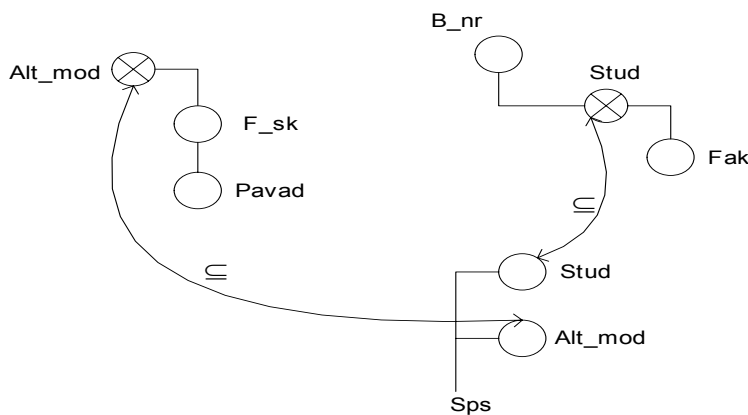 B_nr
Alt_mod
Stud
F_sk
Fak
Pavad
⊆
⊆
Stud
Alt_mod
Sps